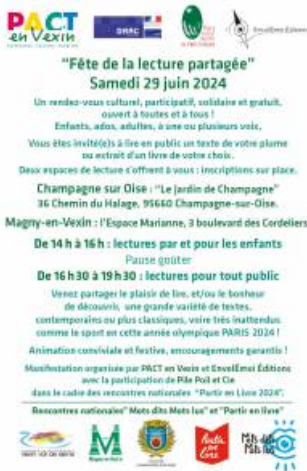 PACT
en Vexin
DRAC
EnvolÉmoi Éditions
"Fête de la lecture partagée"
Samedi 29 juin 2024
Un rendez-vous culturel, participatif, solidaire et gratuit,
ouvert à toutes et à tous !
Enfants, ados, adultes, à une ou plusieurs voix,
Vous êtes invité(e)s à lire en public un texte de votre plume
ou extrait d'un livre de votre choix.
Deux espaces de lecture s'offrent à vous : inscriptions sur place.
Champagne sur Oise : "Le Jardin de Champagne"
36 Chemin du Halage, 95660 Champagne-sur-Oise.
Magny-en-Vexin : l'Espace Marianne, 3 boulevard des Cordeliers
De 14 h à 16 h : lectures par et pour les enfants
Pause goûter
De 16 h 30 à 19 h 30 : lectures pour tout public
Venez partager le plaisir de lire, et/ou le bonheur
de découvrir, une grande variété de textes,
contemporains ou plus classiques, voire très inattendus
comme le sport en cette année olympique PARIS 2024 !
Animation conviviale et festive, encouragements garantis !
Manifestation organisée par PACT en Vexin et EnvolÉmoi Éditions
avec la participation de Pile Poil et Cie
dans le cadre des rencontres nationales "Partir en Livre 2024".
Rencontres nationales "Mots dits Mots lus" et "Partir en livre"
Partir
en
Livre
Mots dits
Mots lus